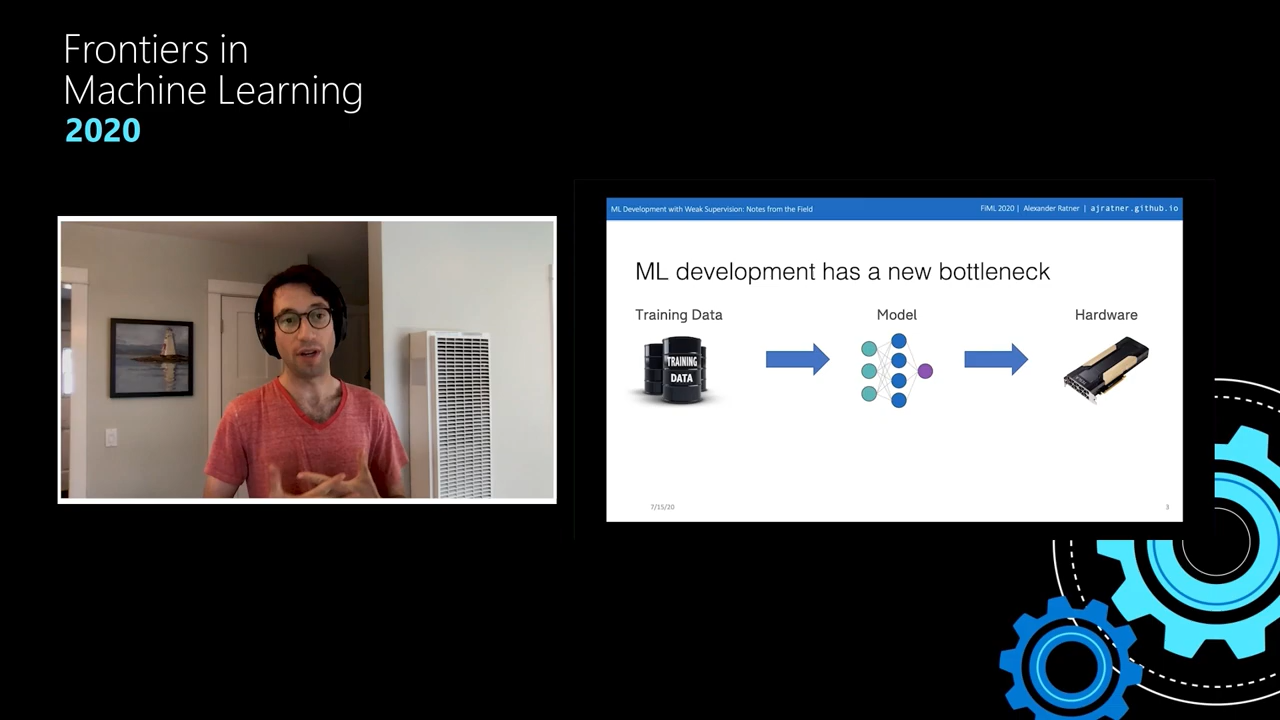 Frontiers in
Machine Learning
2020
ML Development with Weak Supervision: Notes from the Field
FIML 2020 | Alexander Ratner | ajratner.github.io
ML development has a new bottleneck
Training Data
Model
Hardware
TRAINING
DATA
7/15/20
3